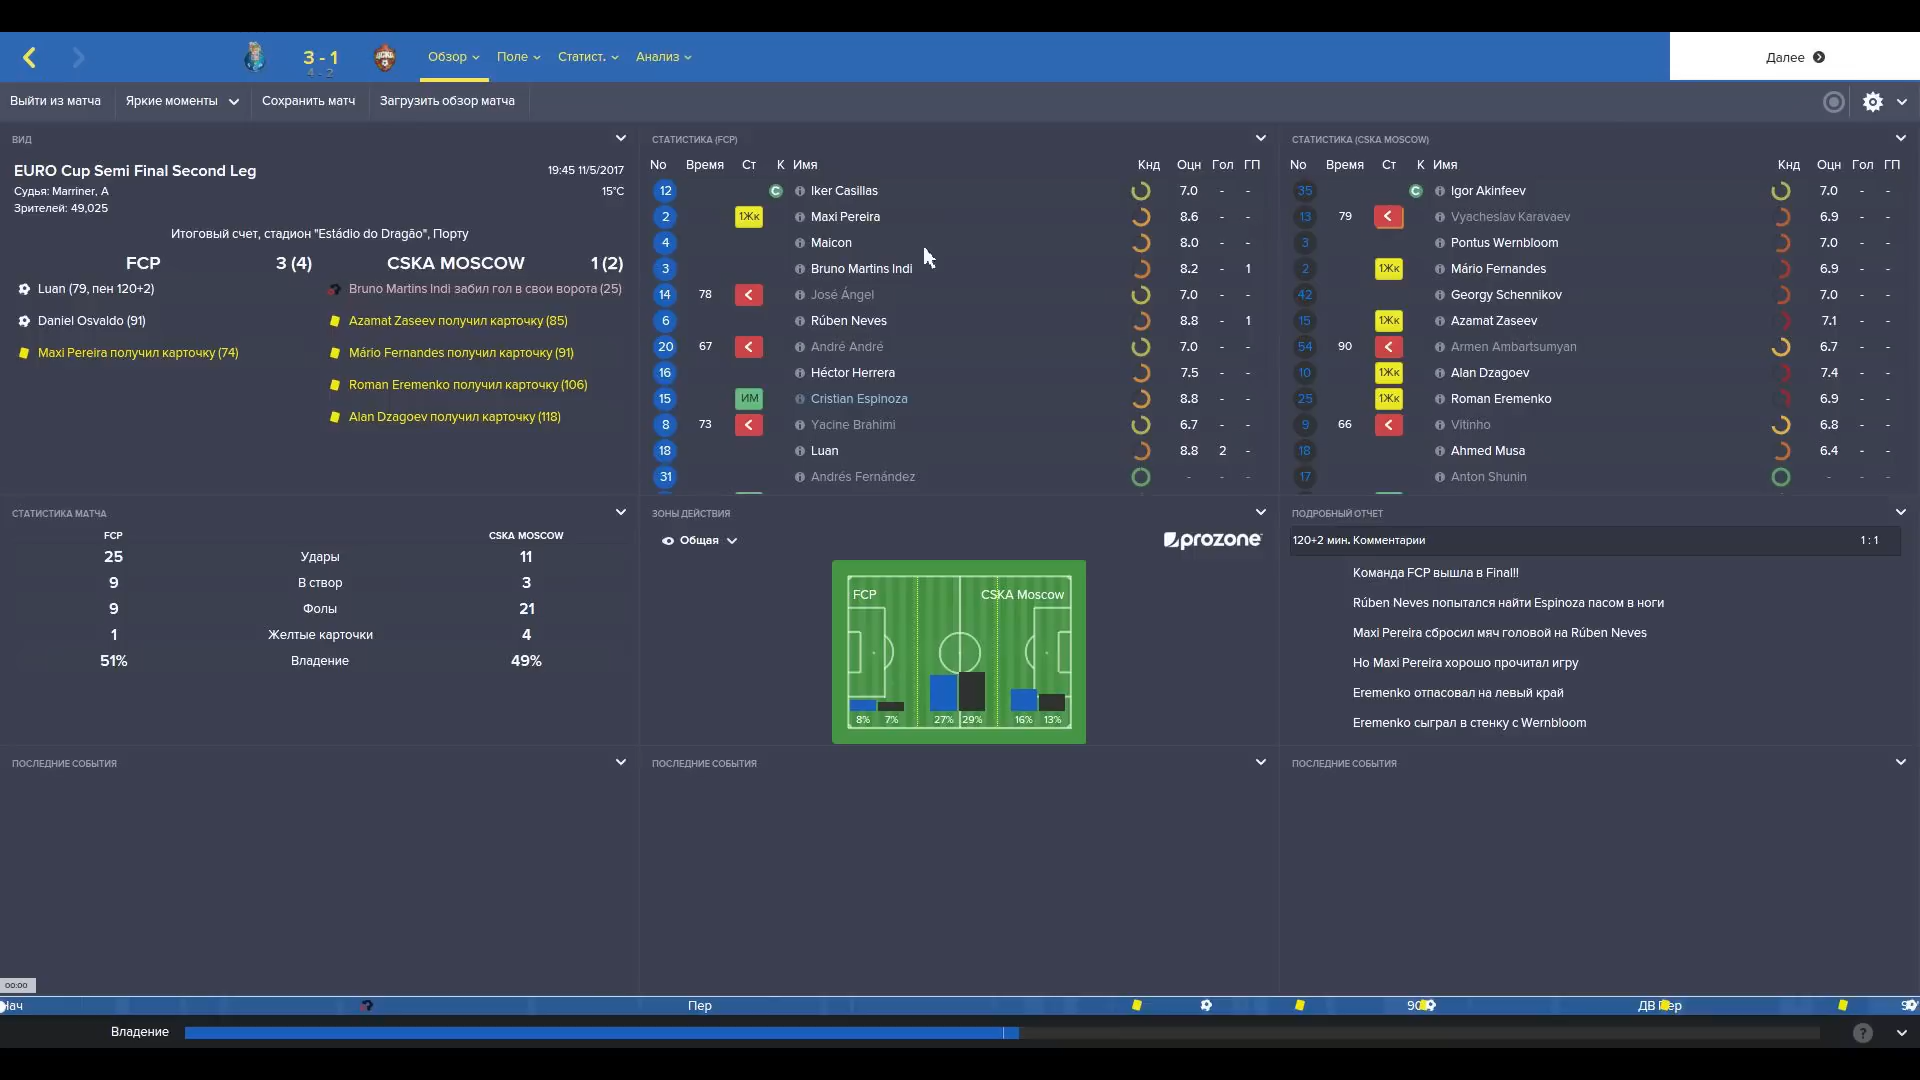 3 - 1
4 - 2
Обзор
Поле
Статист.
Анализ
Далее
Выйти из матча
Яркие моменты
Сохранить матч
Загрузить обзор матча
ВИД
EURO Cup Semi Final Second Leg
19:45 11/5/2017
Судья: Marriner, A
15°C
Зрителей: 49,025
Итоговый счет, стадион "Estádio do Dragão", Порту
FCP 3 (4) CSKA MOSCOW 1 (2)
Luan (79, пен 120+2)
Daniel Osvaldo (91)
Maxi Pereira получил карточку (74)
Bruno Martins Indi забил гол в свои ворота (25)
Azamat Zaseev получил карточку (85)
Mário Fernandes получил карточку (91)
Roman Eremenko получил карточку (106)
Alan Dzagoev получил карточку (118)
СТАТИСТИКА (FCP)
No Время Ст К Имя Кнд Оцн Гол ГП
12 C Iker Casillas 7.0 - -
2 1Жк Maxi Pereira 8.6 - -
4 Maicon 8.0 - -
3 Bruno Martins Indi 8.2 - 1
14 78 José Ángel 7.0 - -
6 Rúben Neves 8.8 - 1
20 67 André André 7.0 - -
16 Héctor Herrera 7.5 - -
15 ИМ Cristian Espinoza 8.8 - -
8 73 Yacine Brahimi 6.7 - -
18 Luan 8.8 2 -
31 Andrés Fernández - - -
СТАТИСТИКА (CSKA MOSCOW)
No Время Ст К Имя Кнд Оцн Гол ГП
35 C Igor Akinfeev 7.0 - -
13 79 Vyacheslav Karavaev 6.9 - -
3 Pontus Wernbloom 7.0 - -
2 1Жк Mário Fernandes 6.9 - -
42 Georgy Schennikov 7.0 - -
15 1Жк Azamat Zaseev 7.1 - -
54 90 Armen Ambartsumyan 6.7 - -
10 1Жк Alan Dzagoev 7.4 - -
25 1Жк Roman Eremenko 6.9 - -
9 66 Vitinho 6.8 - -
18 Ahmed Musa 6.4 - -
17 Anton Shunin - - -
СТАТИСТИКА МАТЧА
FCP CSKA MOSCOW
25 Удары 11
9 В створ 3
9 Фолы 21
1 Желтые карточки 4
51% Владение 49%
ЗОНЫ ДЕЙСТВИЯ
Общая
prozone
FCP CSKA Moscow
8% 7% 27% 29% 16% 13%
ПОДРОБНЫЙ ОТЧЕТ
120+2 мин. Комментарии 1 : 1
Команда FCP вышла в Final!!
Rúben Neves попытался найти Espinoza пасом в ноги
Maxi Pereira сбросил мяч головой на Rúben Neves
Но Maxi Pereira хорошо прочитал игру
Eremenko отпасовал на левый край
Eremenko сыграл в стенку с Wernbloom
ПОСЛЕДНИЕ СОБЫТИЯ
ПОСЛЕДНИЕ СОБЫТИЯ
ПОСЛЕДНИЕ СОБЫТИЯ
00:00
Нач Пер 90 ДВ Пер
Владение
?